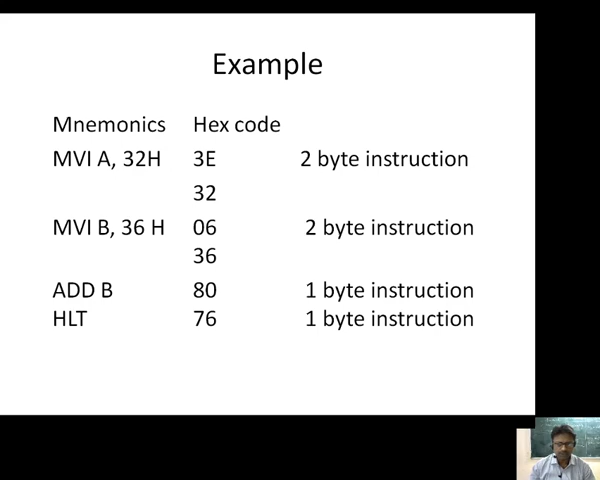 Example
Mnemonics Hex code
MVI A, 32H 3E 2 byte instruction
32
MVI B, 36 H 06 2 byte instruction
36
ADD B 80 1 byte instruction
HLT 76 1 byte instruction